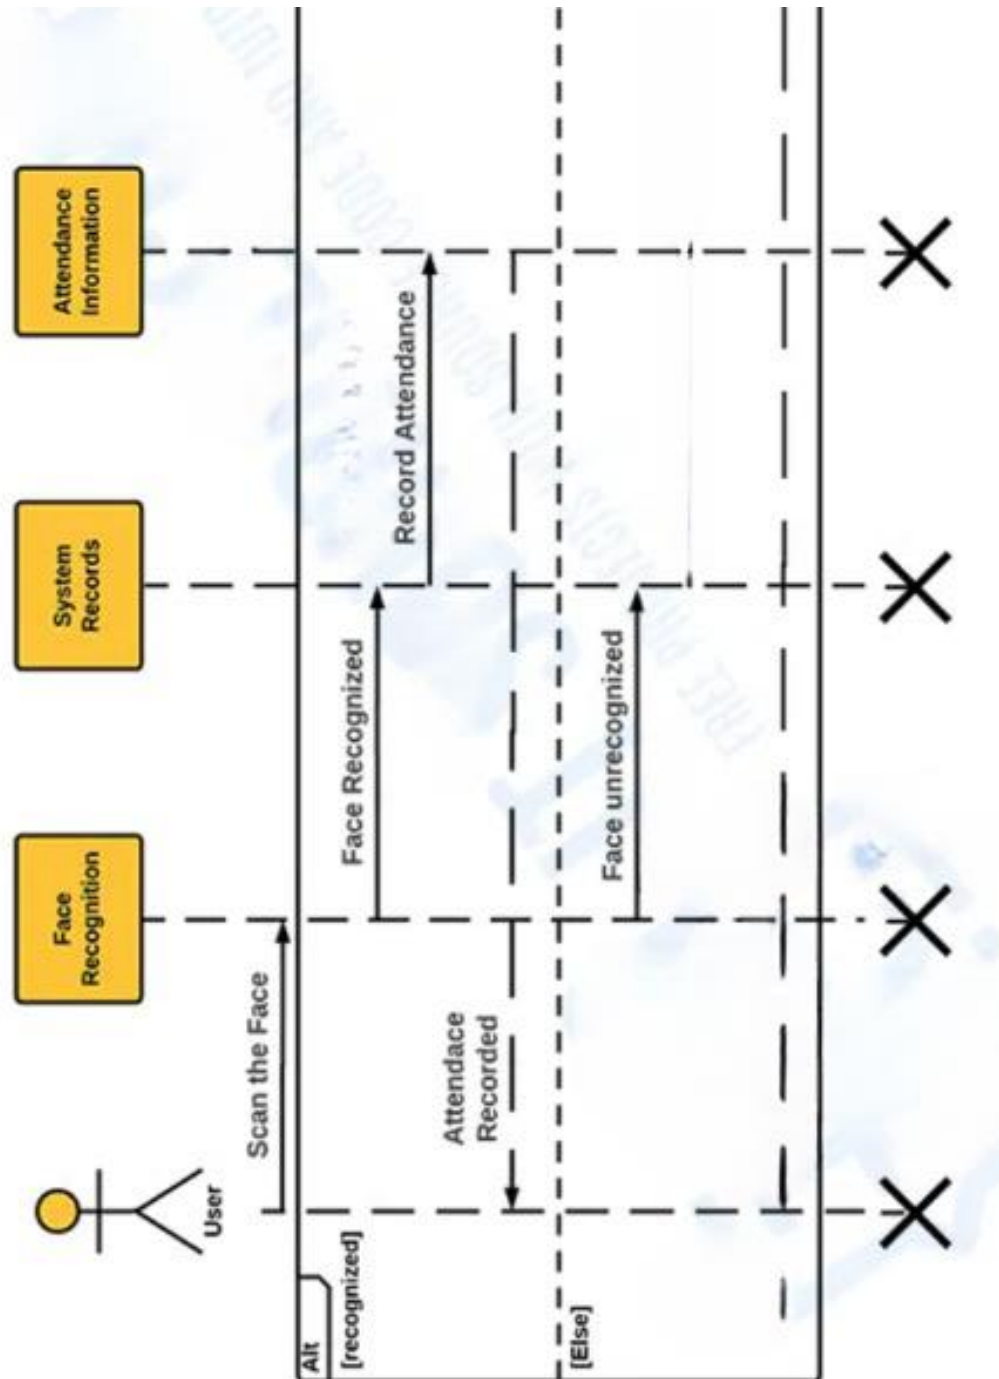 User
Face
Recognition
System
Records
Attendance
Information
Scan the Face
Alt
[recognized]
Face Recognized
Record Attendance
Attendace
Recorded
[Else]
Face unrecognized
FREE